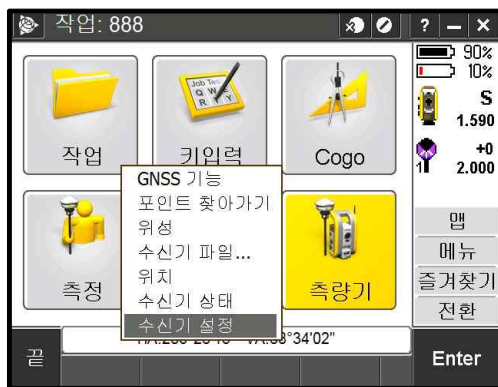 작업: 888
? – ×
90%
10%
S
1.590
+0
1
2.000
Job
Q W
R T Y
작업
키입력
Cogo
GNSS 기능
포인트 찾아가기
위성
수신기 파일...
위치
수신기 상태
수신기 설정
측정
측량기
맵
메뉴
즐겨찾기
전환
34'02"
끝
Enter